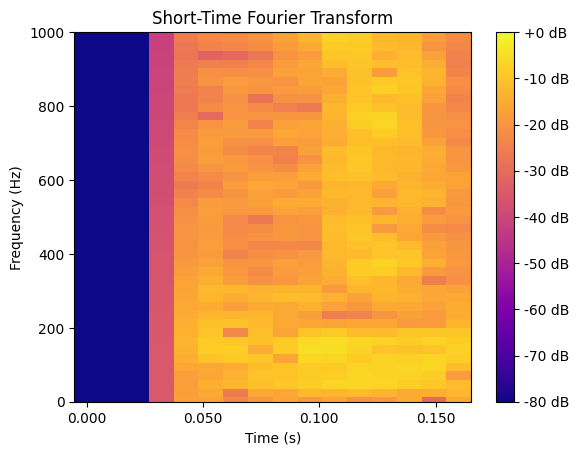 Short-Time Fourier Transform
1000
800
600
400
200
0
Frequency (Hz)
0.000
0.050
0.100
0.150
Time (s)
+0 dB
-10 dB
-20 dB
-30 dB
-40 dB
-50 dB
-60 dB
-70 dB
-80 dB